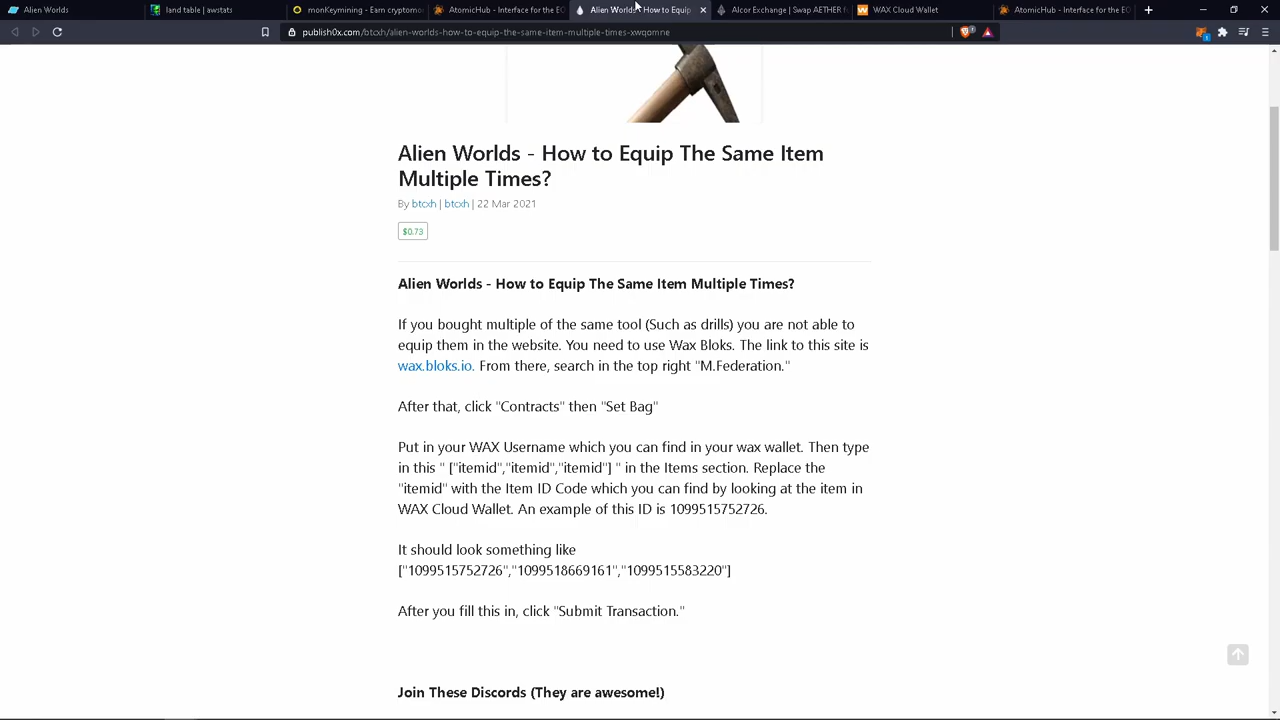 Alien Worlds
land table | awstats
monKeymining - Earn cryptomo
AtomicHub - Interface for the EO
Alien Worlds - How to Equip
Alcor Exchange | Swap AETHER f
WAX Cloud Wallet
AtomicHub - Interface for the EO
publish0x.com/btcxh/alien-worlds-how-to-equip-the-same-item-multiple-times-xwqomne
Alien Worlds - How to Equip The Same Item
Multiple Times?
By btcxh | btcxh | 22 Mar 2021
$0.73
Alien Worlds - How to Equip The Same Item Multiple Times?
If you bought multiple of the same tool (Such as drills) you are not able to
equip them in the website. You need to use Wax Bloks. The link to this site is
wax.bloks.io. From there, search in the top right "M.Federation."
After that, click "Contracts" then "Set Bag"
Put in your WAX Username which you can find in your wax wallet. Then type
in this " ["itemid","itemid","itemid"] " in the Items section. Replace the
"itemid" with the Item ID Code which you can find by looking at the item in
WAX Cloud Wallet. An example of this ID is 1099515752726.
It should look something like
["1099515752726","1099518669161","1099515583220"]
After you fill this in, click "Submit Transaction."
Join These Discords (They are awesome!)